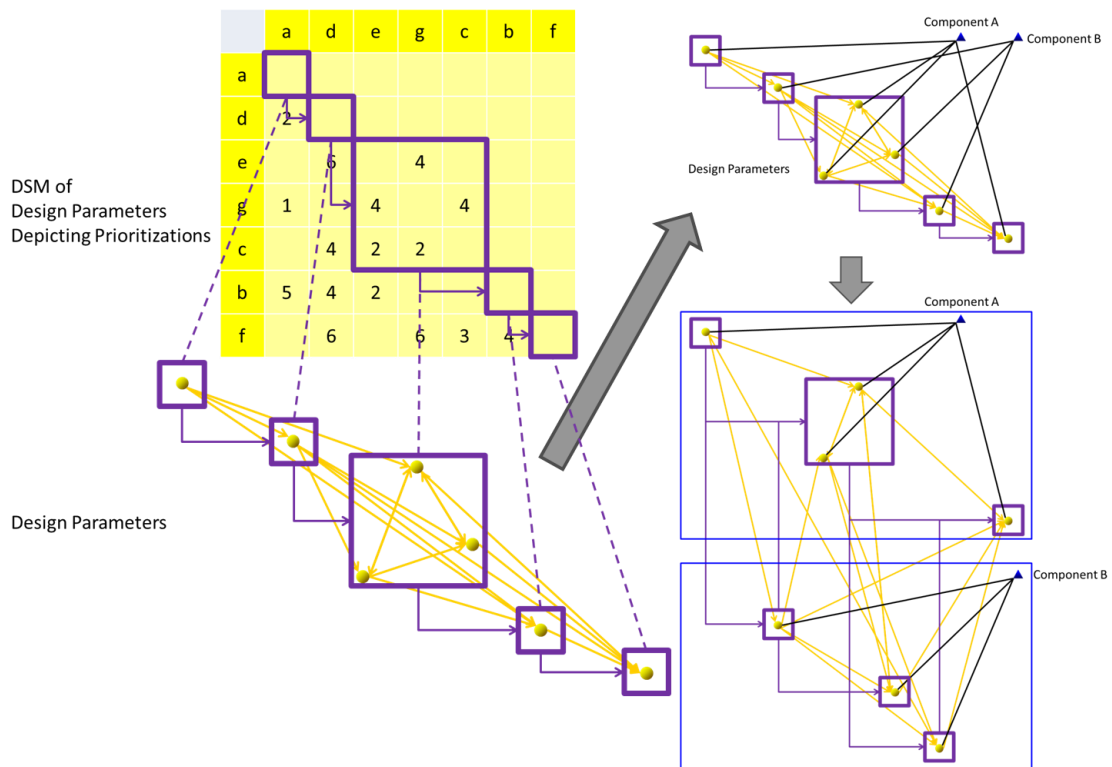 a d e g c b f
a
d 2
e 6 4
DSM of
Design Parameters
Depicting Prioritizations
g 1 4 4
c 4 2 2
b 5 4 2
f 6 6 3 4
Design Parameters
Component A
Component B
Design Parameters
Component A
Component B